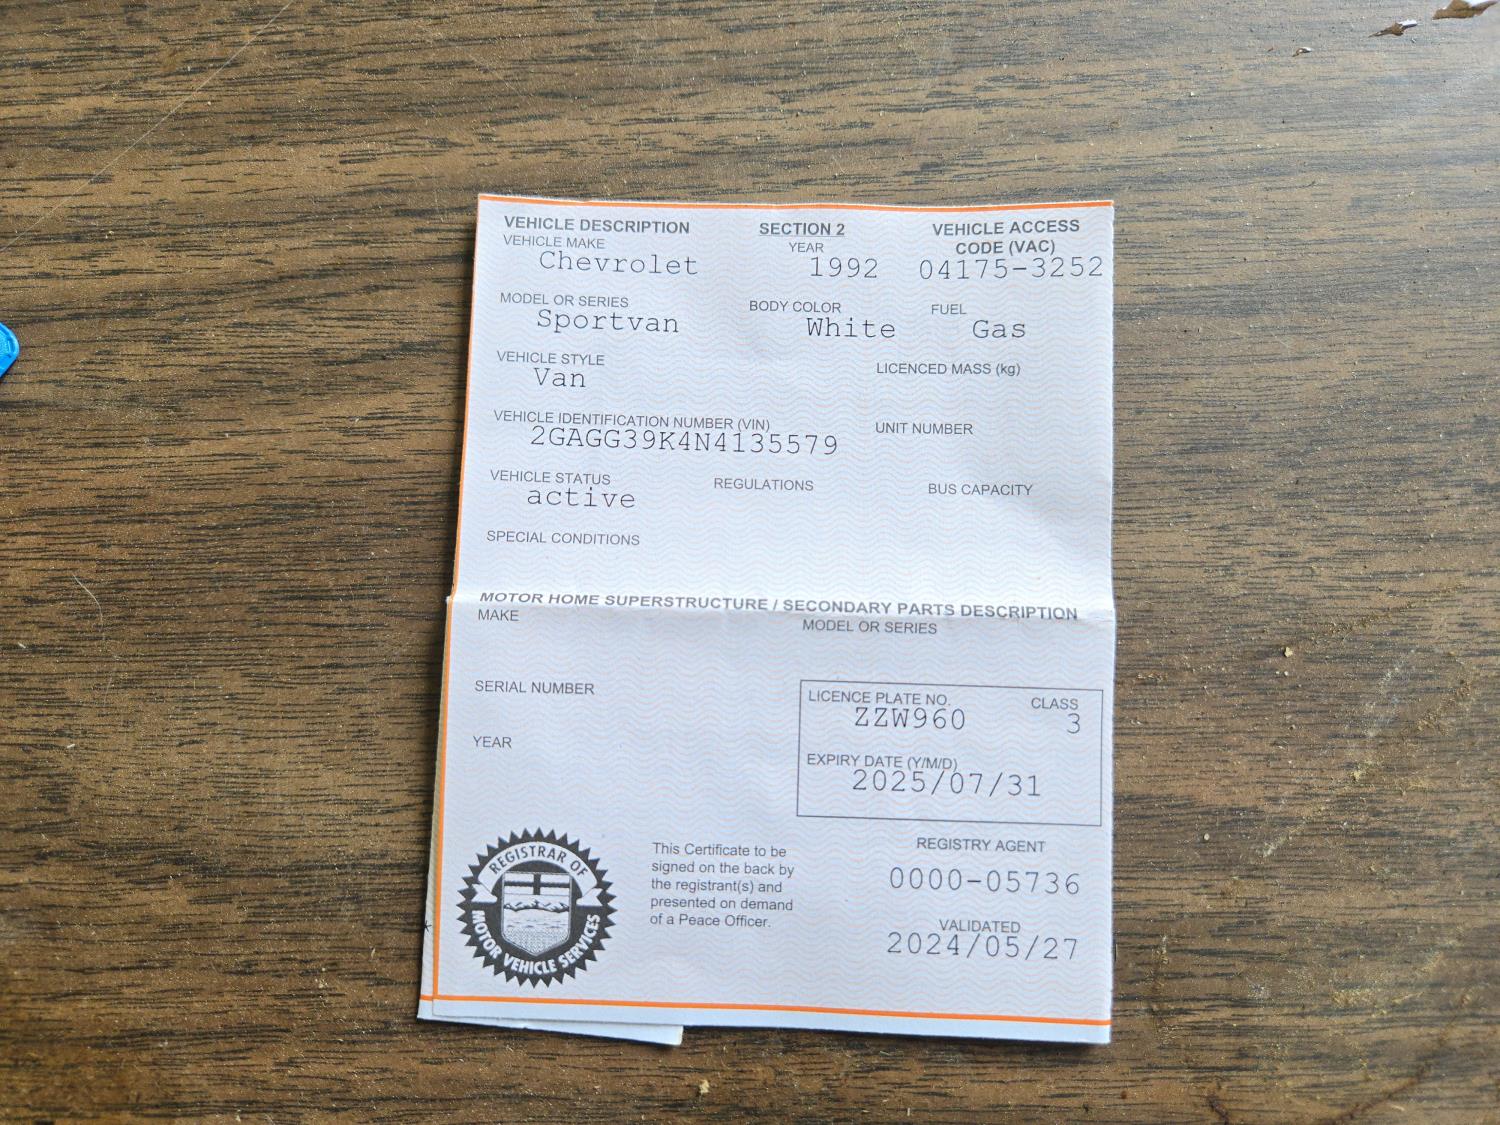 VEHICLE DESCRIPTION SECTION 2 VEHICLE ACCESS
VEHICLE MAKE YEAR CODE (VAC)
Chevrolet 1992 04175-3252
MODEL OR SERIES BODY COLOR FUEL
Sportvan White Gas
VEHICLE STYLE LICENCED MASS (kg)
Van
VEHICLE IDENTIFICATION NUMBER (VIN) UNIT NUMBER
2GAGG39K4N4135579
VEHICLE STATUS REGULATIONS BUS CAPACITY
active
SPECIAL CONDITIONS
MOTOR HOME SUPERSTRUCTURE / SECONDARY PARTS DESCRIPTION
MAKE MODEL OR SERIES
SERIAL NUMBER
LICENCE PLATE NO. CLASS
ZZW960 3
YEAR
EXPIRY DATE (Y/M/D)
2025/07/31
REGISTRAR OF
MOTOR VEHICLE SERVICES
This Certificate to be
signed on the back by
the registrant(s) and
presented on demand
of a Peace Officer.
REGISTRY AGENT
0000-05736
VALIDATED
2024/05/27